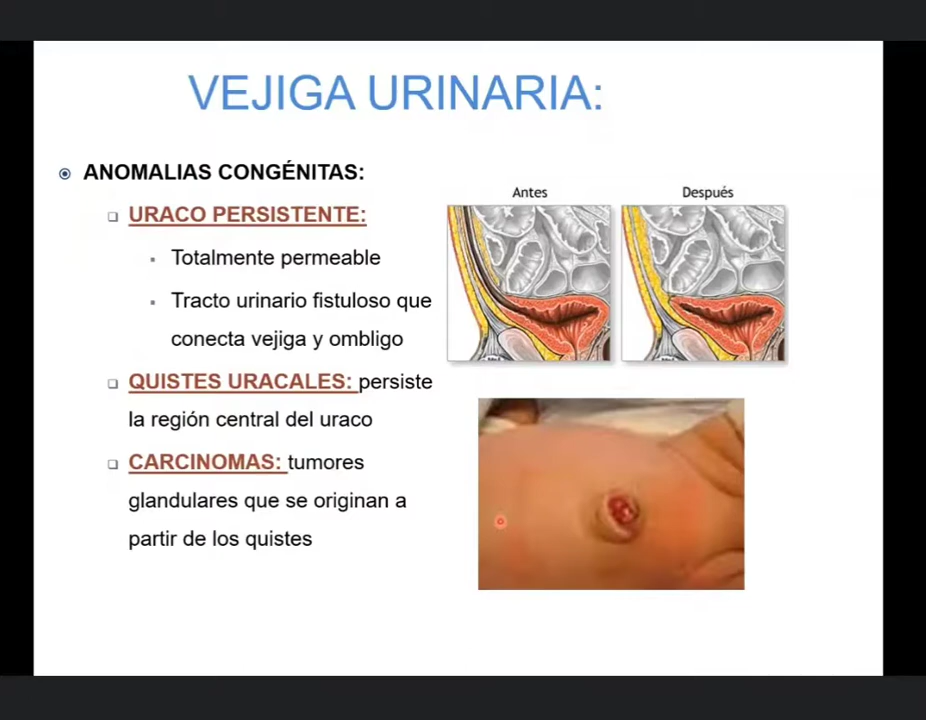 VEJIGA URINARIA:
ANOMALIAS CONGÉNITAS:
URACO PERSISTENTE:
Totalmente permeable
Tracto urinario fistuloso que
conecta vejiga y ombligo
QUISTES URACALES: persiste
la región central del uraco
CARCINOMAS: tumores
glandulares que se originan a
partir de los quistes
Antes
Después